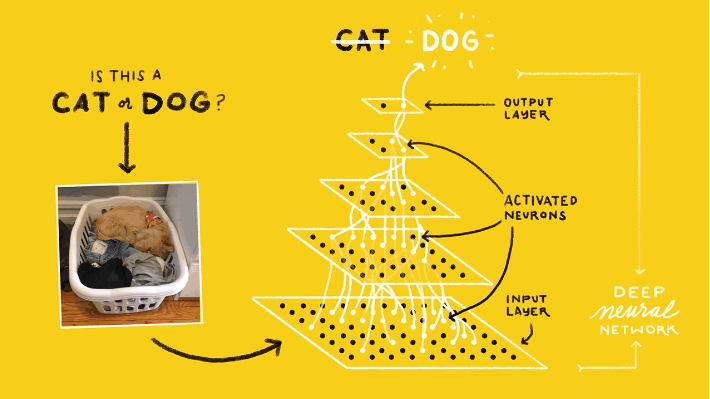 IS THIS A
CAT or DOG?
CAT DOG
OUTPUT
LAYER
ACTIVATED
NEURONS
INPUT
LAYER
DEEP
neural
NETWORK